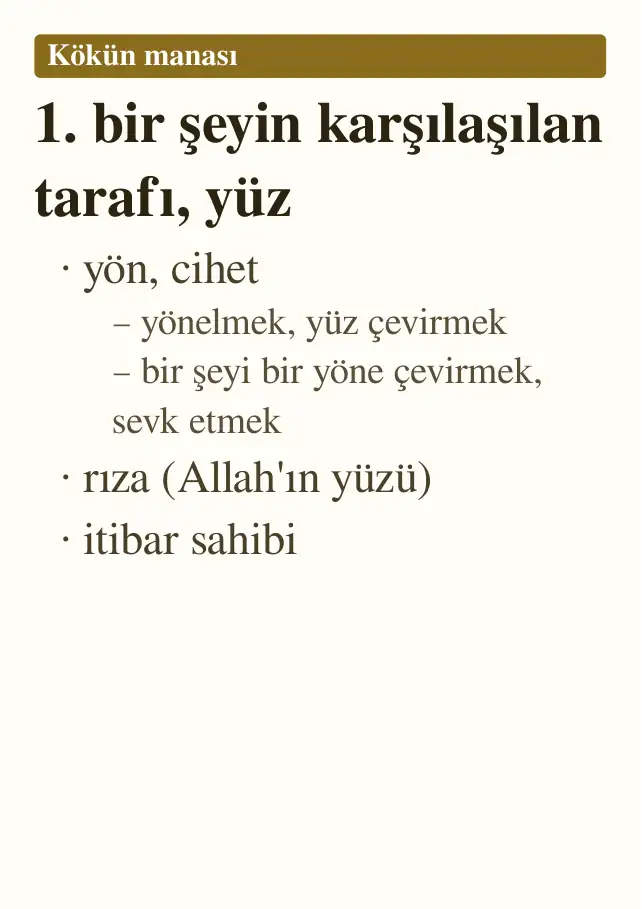 Kökün manası
1. bir şeyin karşılaşılan
tarafı, yüz
· yön, cihet
– yönelmek, yüz çevirmek
– bir şeyi bir yöne çevirmek,
sevk etmek
· rıza (Allah'ın yüzü)
· itibar sahibi